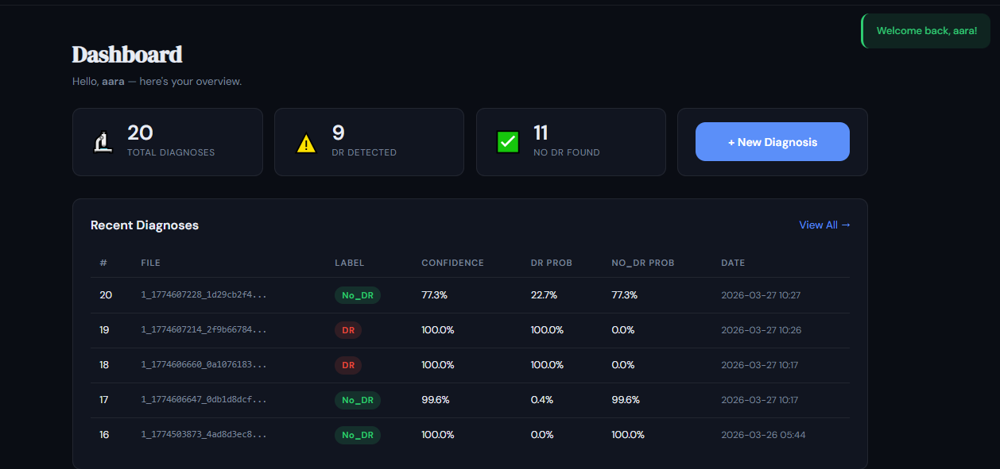 Welcome back, aara!
Dashboard
Hello, aara — here's your overview.
20
TOTAL DIAGNOSES
9
DR DETECTED
11
NO DR FOUND
+ New Diagnosis
Recent Diagnoses
View All →
# FILE LABEL CONFIDENCE DR PROB NO_DR PROB DATE
20 1_1774607228_1d29cb2f4... No_DR 77.3% 22.7% 77.3% 2026-03-27 10:27
19 1_1774607214_2f9b66784... DR 100.0% 100.0% 0.0% 2026-03-27 10:26
18 1_1774606660_0a1076183... DR 100.0% 100.0% 0.0% 2026-03-27 10:17
17 1_1774606647_0db1d8dcf... No_DR 99.6% 0.4% 99.6% 2026-03-27 10:17
16 1_1774503873_4ad8d3ec8... No_DR 100.0% 0.0% 100.0% 2026-03-26 05:44